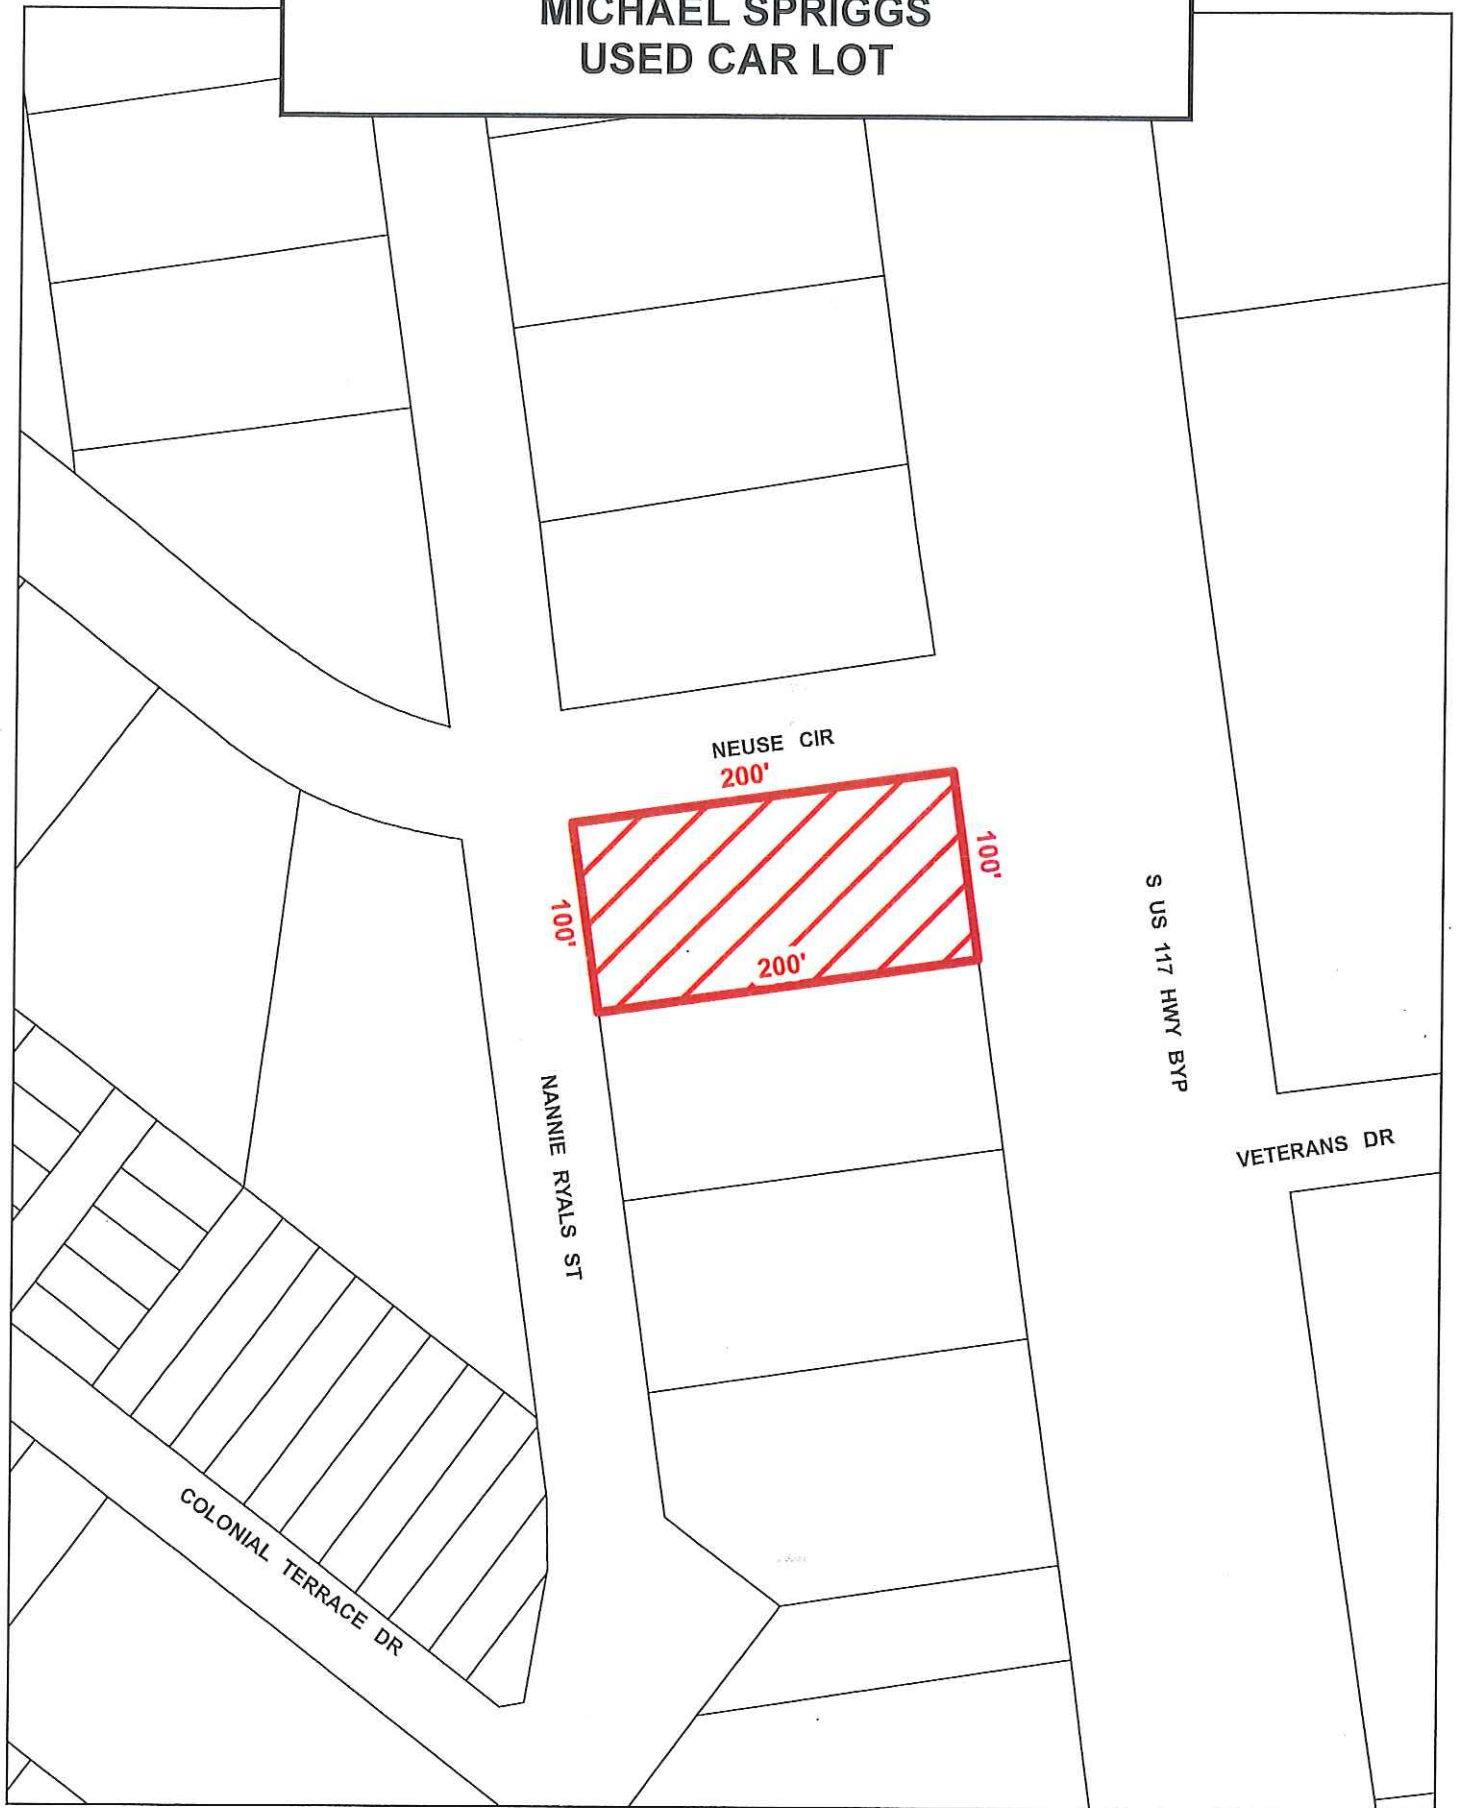 MICHAEL SPRIGGS
USED CAR LOT
NEUSE CIR
200'
100'
100'
200'
S US 117 HWY BYP
NANNIE RYALS ST
VETERANS DR
COLONIAL TERRACE DR